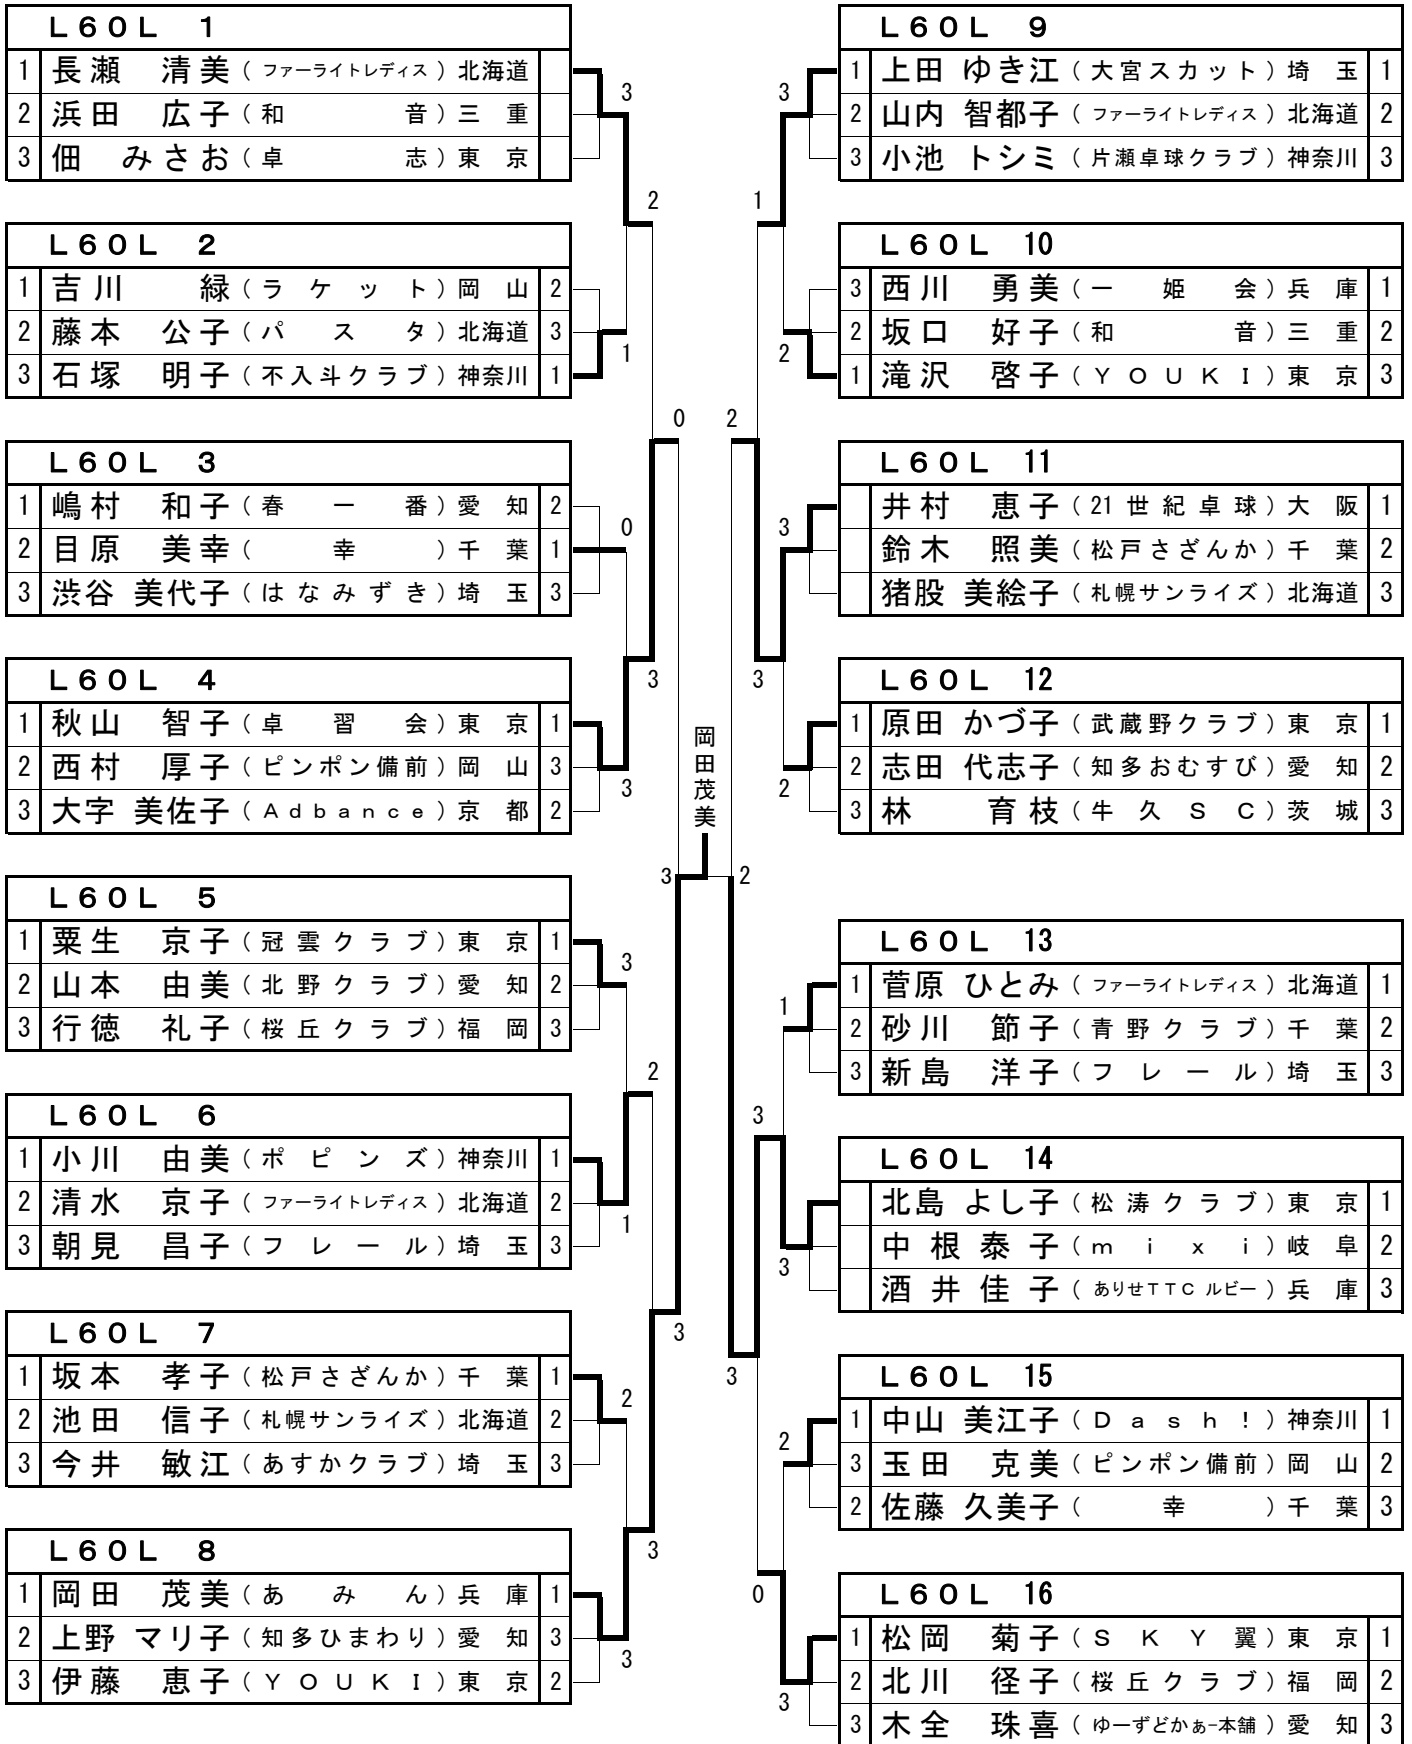 Ｌ６０Ｌ　１
1 長瀬　清美 （ ファーライトレディス ） 北海道
2 浜田　広子 （ 和　音 ） 三　重
3 佃　みさお （ 卓　志 ） 東　京
3
2
Ｌ６０Ｌ　２
1 吉川　緑 （ ラケット ） 岡　山 2
2 藤本　公子 （ パスタ ） 北海道 3
3 石塚　明子 （ 不入斗クラブ ） 神奈川 1
1
0
Ｌ６０Ｌ　３
1 嶋村　和子 （ 春一番 ） 愛　知 2
2 目原　美幸 （ 幸 ） 千　葉 1
3 渋谷　美代子 （ はなみずき ） 埼　玉 3
0
3
Ｌ６０Ｌ　４
1 秋山　智子 （ 卓習会 ） 東　京 1
2 西村　厚子 （ ピンポン備前 ） 岡　山 3
3 大字　美佐子 （ Ａｄｂａｎｃｅ ） 京　都 2
3
岡田茂美
3
2
Ｌ６０Ｌ　５
1 粟生　京子 （ 冠雲クラブ ） 東　京 1
2 山本　由美 （ 北野クラブ ） 愛　知 2
3 行徳　礼子 （ 桜丘クラブ ） 福　岡 3
3
2
Ｌ６０Ｌ　６
1 小川　由美 （ ポピンズ ） 神奈川 1
2 清水　京子 （ ファーライトレディス ） 北海道 2
3 朝見　昌子 （ フレール ） 埼　玉 3
1
3
Ｌ６０Ｌ　７
1 坂本　孝子 （ 松戸さざんか ） 千　葉 1
2 池田　信子 （ 札幌サンライズ ） 北海道 2
3 今井　敏江 （ あすかクラブ ） 埼　玉 3
2
3
Ｌ６０Ｌ　８
1 岡田　茂美 （ あみん ） 兵　庫 1
2 上野　マリ子 （ 知多ひまわり ） 愛　知 3
3 伊藤　恵子 （ ＹＯＵＫＩ ） 東　京 2
3
Ｌ６０Ｌ　９
1 上田　ゆき江 （ 大宮スカット ） 埼　玉 1
2 山内　智都子 （ ファーライトレディス ） 北海道 2
3 小池　トシミ （ 片瀬卓球クラブ ） 神奈川 3
3
1
Ｌ６０Ｌ　10
3 西川　勇美 （ 一姫会 ） 兵　庫 1
2 坂口　好子 （ 和　音 ） 三　重 2
1 滝沢　啓子 （ ＹＯＵＫＩ ） 東　京 3
2
2
Ｌ６０Ｌ　11
井村　恵子 （ 21世紀卓球 ） 大　阪 1
鈴木　照美 （ 松戸さざんか ） 千　葉 2
猪股　美絵子 （ 札幌サンライズ ） 北海道 3
3
3
Ｌ６０Ｌ　12
1 原田　かづ子 （ 武蔵野クラブ ） 東　京 1
2 志田　代志子 （ 知多おむすび ） 愛　知 2
3 林　育枝 （ 牛久ＳＣ ） 茨　城 3
2
Ｌ６０Ｌ　13
1 菅原　ひとみ （ ファーライトレディス ） 北海道 1
2 砂川　節子 （ 青野クラブ ） 千　葉 2
3 新島　洋子 （ フレール ） 埼　玉 3
1
3
Ｌ６０Ｌ　14
北島　よし子 （ 松涛クラブ ） 東　京 1
中根泰子 （ ｍｉｘｉ ） 岐　阜 2
酒井佳子 （ ありせＴＴＣ ルビー ） 兵　庫 3
3
3
Ｌ６０Ｌ　15
1 中山　美江子 （ Ｄａｓｈ！ ） 神奈川 1
3 玉田　克美 （ ピンポン備前 ） 岡　山 2
2 佐藤　久美子 （ 幸 ） 千　葉 3
2
0
Ｌ６０Ｌ　16
1 松岡　菊子 （ ＳＫＹ翼 ） 東　京 1
2 北川　径子 （ 桜丘クラブ ） 福　岡 2
3 木全　珠喜 （ ゆーずどかぁ-本舗 ） 愛　知 3
3